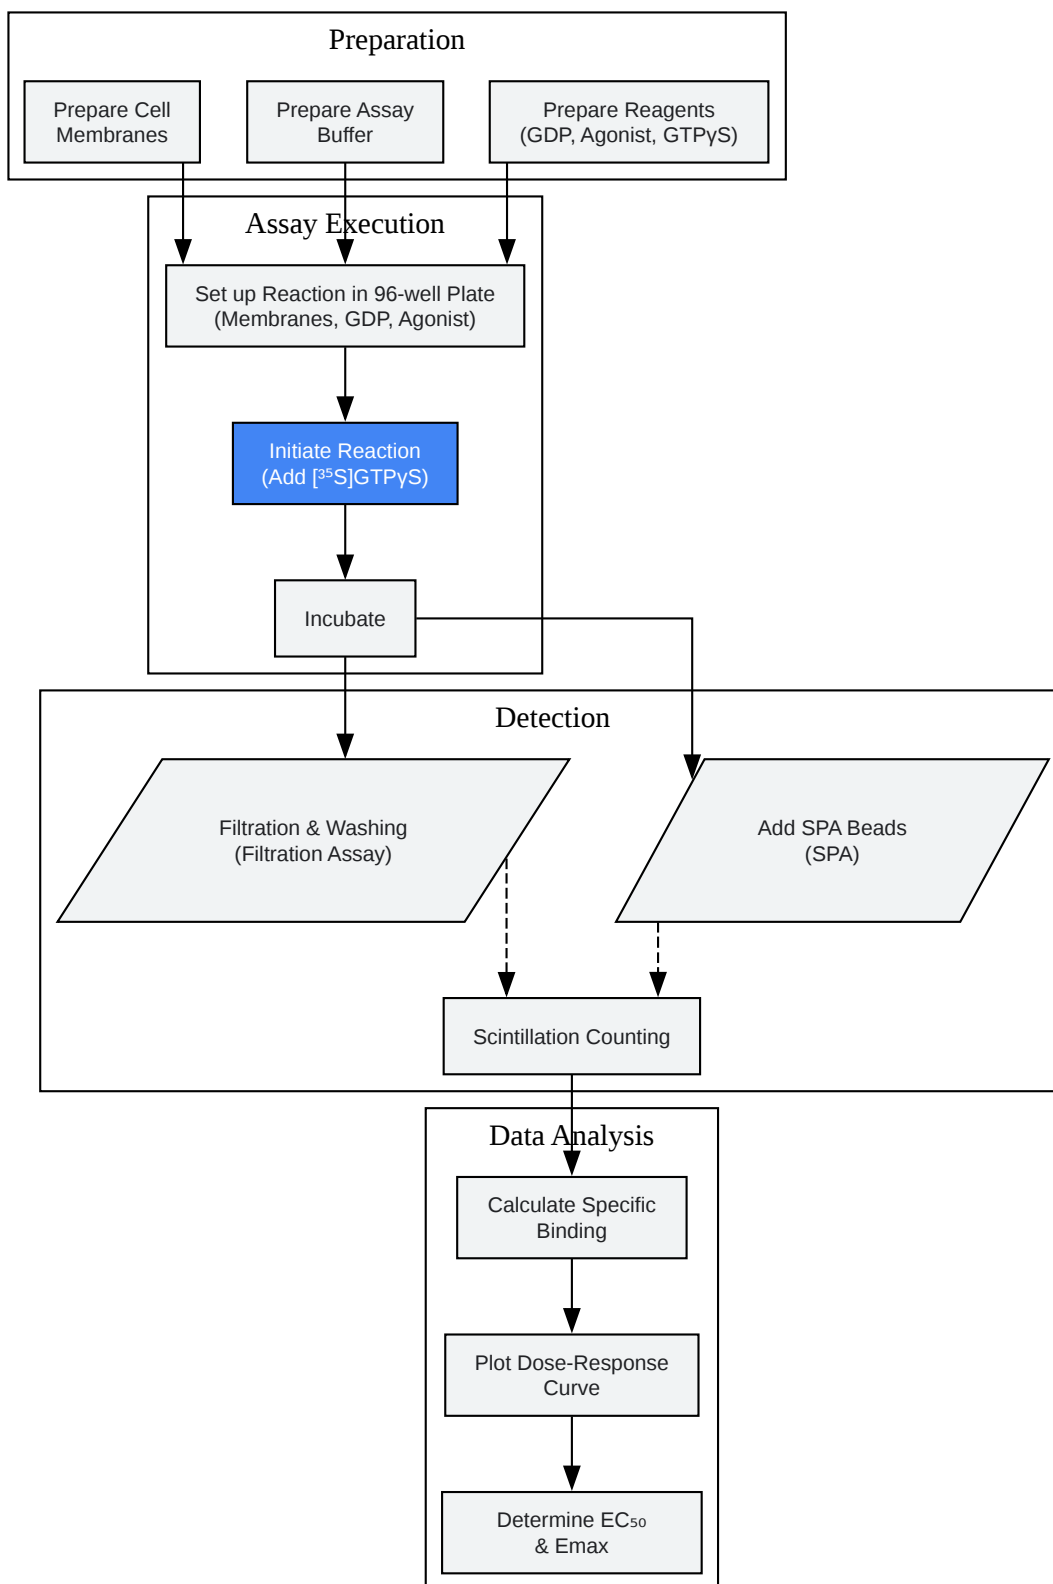 Preparation
Prepare Cell
Membranes
Prepare Assay
Buffer
Prepare Reagents
(GDP, Agonist, GTPγS)
Assay Execution
Set up Reaction in 96-well Plate
(Membranes, GDP, Agonist)
Initiate Reaction
(Add [³⁵S]GTPγS)
Incubate
Detection
Filtration & Washing
(Filtration Assay)
Add SPA Beads
(SPA)
Scintillation Counting
Data Analysis
Calculate Specific
Binding
Plot Dose-Response
Curve
Determine EC₅₀
& Emax